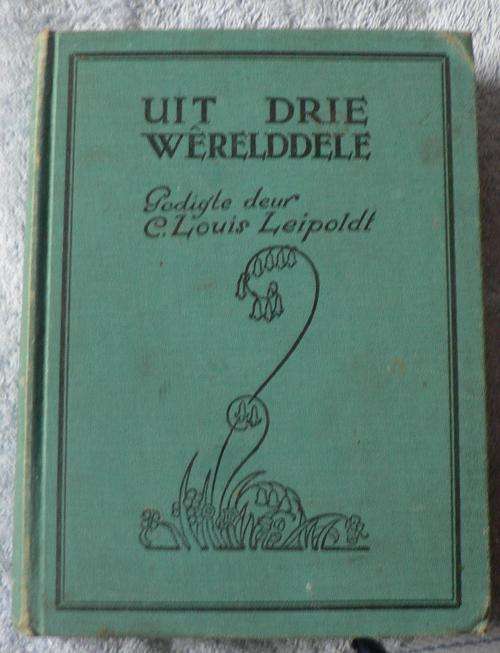 UIT DRIE
WÊRELDDELE
Gedigte deur
C. Louis Leipoldt